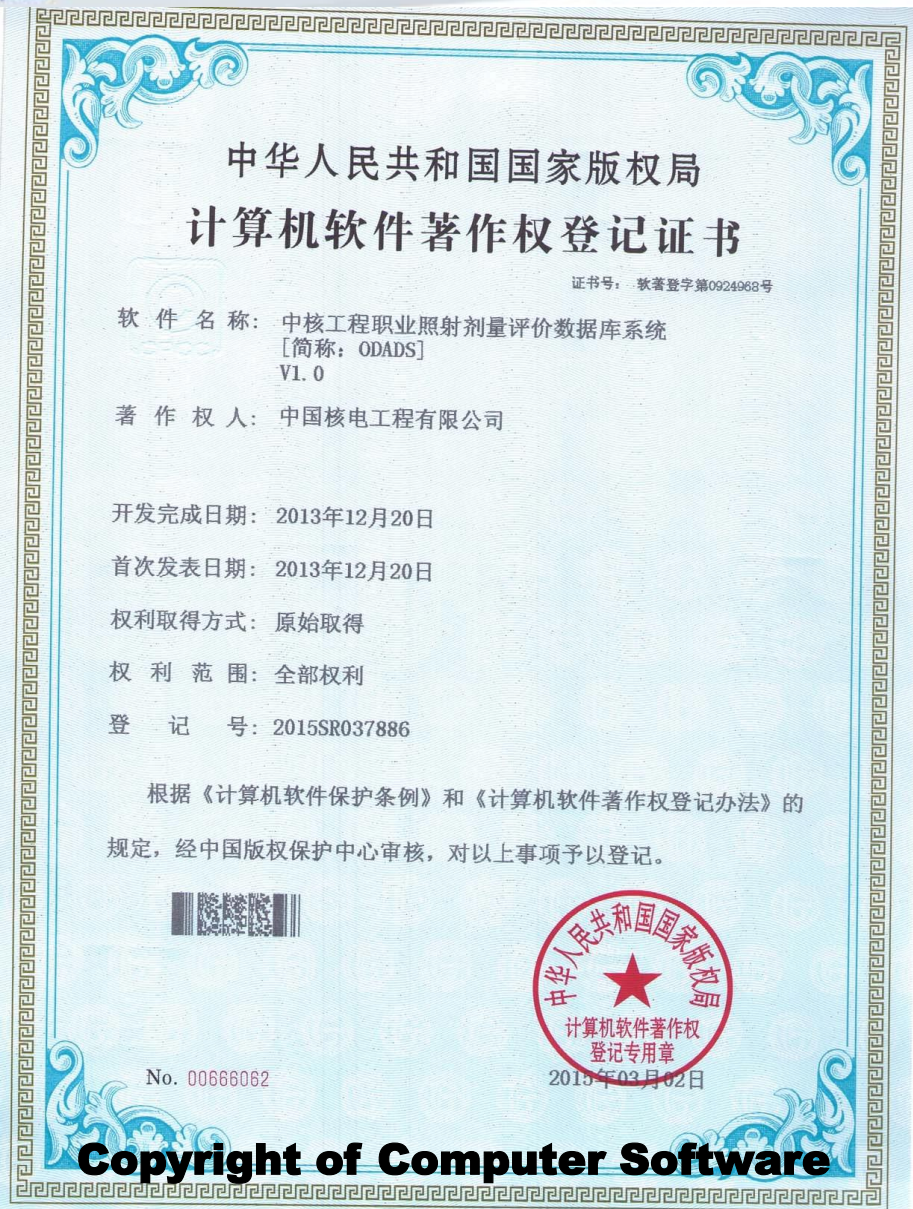 中华人民共和国国家版权局
计算机软件著作权登记证书
证书号： 软著登字第0924968号
软件名称： 中核工程职业照射剂量评价数据库系统
[简称：ODADS]
V1.0
著作权人： 中国核电工程有限公司
开发完成日期： 2013年12月20日
首次发表日期： 2013年12月20日
权利取得方式： 原始取得
权利范围： 全部权利
登记号： 2015SR037886
根据《计算机软件保护条例》和《计算机软件著作权登记办法》的
规定，经中国版权保护中心审核，对以上事项予以登记。
中华人民共和国国家版权局
计算机软件著作权
登记专用章
No. 00666062
2015年03月02日
Copyright of Computer Software